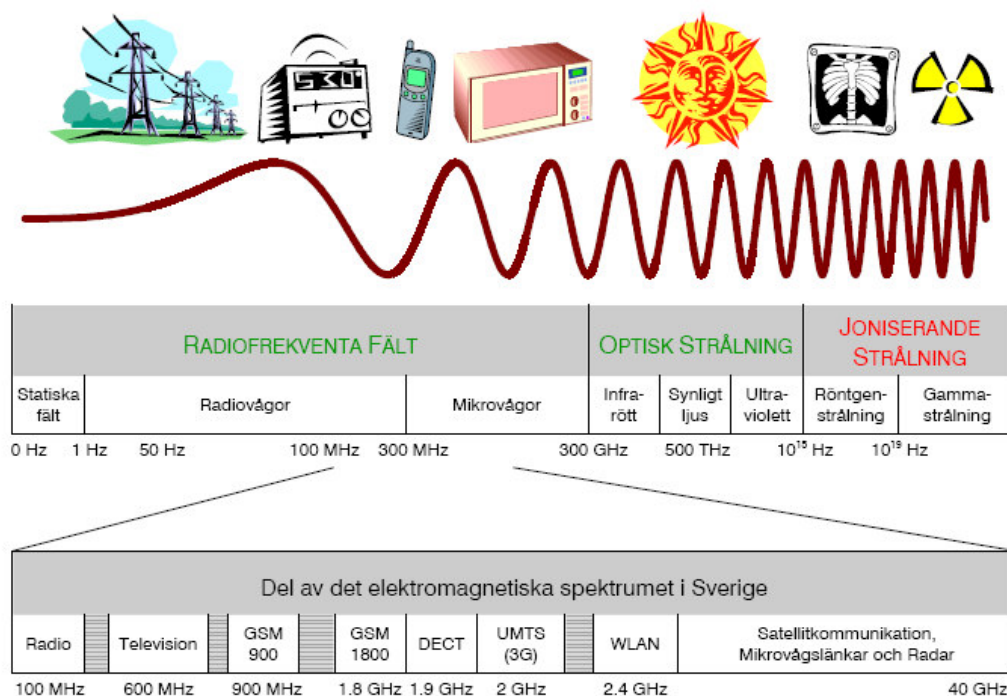 530
RADIOFREKVENTA FÄLT
OPTISK STRÅLNING
JONISERANDE
STRÅLNING
Statiska
fält
Radiovågor
Mikrovågor
Infra-
rött
Synligt
ljus
Ultra-
violett
Röntgen-
strålning
Gamma-
strålning
0 Hz 1 Hz 50 Hz 100 MHz 300 MHz 300 GHz 500 THz 10¹⁵ Hz 10¹⁹ Hz
Del av det elektromagnetiska spektrumet i Sverige
Radio
Television
GSM
900
GSM
1800
DECT
UMTS
(3G)
WLAN
Satellitkommunikation,
Mikrovågslänkar och Radar
100 MHz 600 MHz 900 MHz 1.8 GHz 1.9 GHz 2 GHz 2.4 GHz 40 GHz